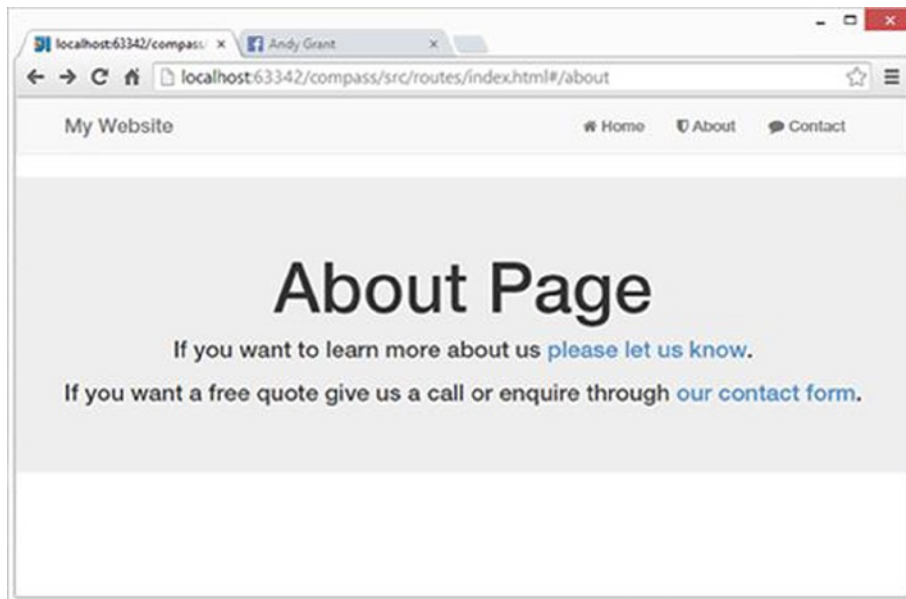 localhost:63342/compass/
Andy Grant
localhost:63342/compass/src/routes/index.html#/about
My Website
Home
About
Contact
About Page
If you want to learn more about us please let us know.
If you want a free quote give us a call or enquire through our contact form.